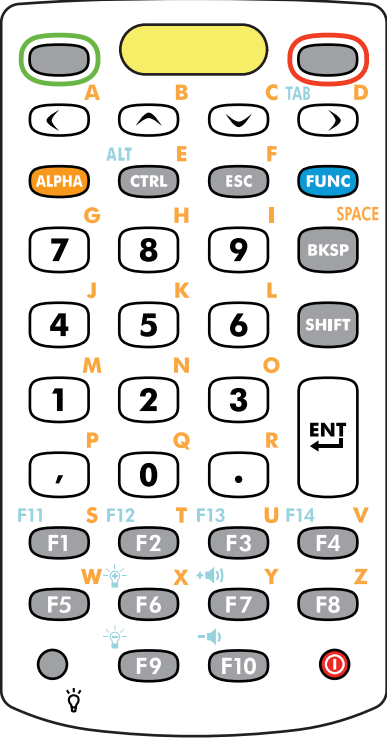 A B C TAB D
ALT E F
ALPHA CTRL ESC FUNC
G H I SPACE
7 8 9 BKSP
J K L
4 5 6 SHIFT
M N O
1 2 3 ENT
P Q R
, 0 .
F11 S F12 T F13 U F14 V
F1 F2 F3 F4
W X Y Z
F5 F6 F7 F8
F9 F10